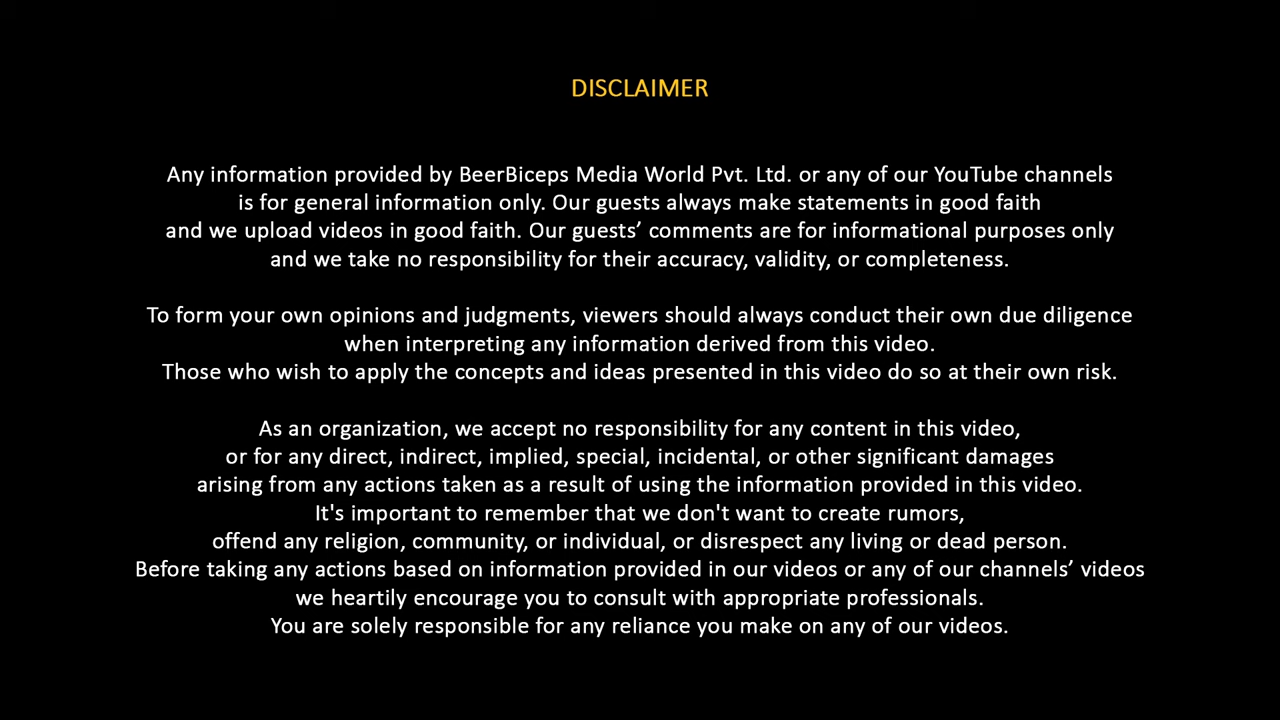 DISCLAIMER
Any information provided by BeerBiceps Media World Pvt. Ltd. or any of our YouTube channels
is for general information only. Our guests always make statements in good faith
and we upload videos in good faith. Our guests’ comments are for informational purposes only
and we take no responsibility for their accuracy, validity, or completeness.
To form your own opinions and judgments, viewers should always conduct their own due diligence
when interpreting any information derived from this video.
Those who wish to apply the concepts and ideas presented in this video do so at their own risk.
As an organization, we accept no responsibility for any content in this video,
or for any direct, indirect, implied, special, incidental, or other significant damages
arising from any actions taken as a result of using the information provided in this video.
It's important to remember that we don't want to create rumors,
offend any religion, community, or individual, or disrespect any living or dead person.
Before taking any actions based on information provided in our videos or any of our channels’ videos
we heartily encourage you to consult with appropriate professionals.
You are solely responsible for any reliance you make on any of our videos.